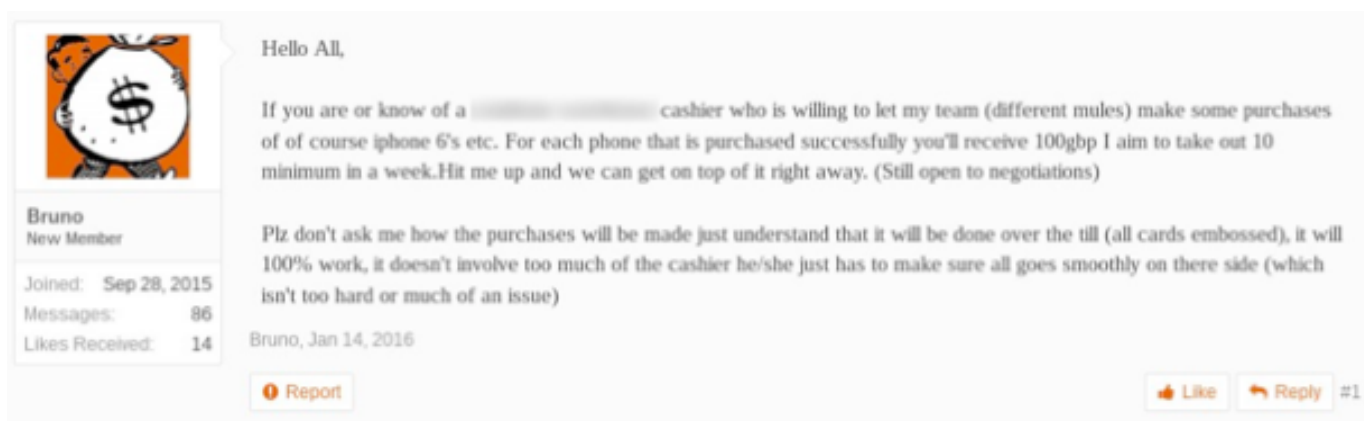 $
Hello All,
If you are or know of a cashier who is willing to let my team (different mules) make some purchases
of of course iphone 6's etc. For each phone that is purchased successfully you'll receive 100gbp I aim to take out 10
minimum in a week.Hit me up and we can get on top of it right away. (Still open to negotiations)
Plz don't ask me how the purchases will be made just understand that it will be done over the till (all cards embossed), it will
100% work, it doesn't involve too much of the cashier he/she just has to make sure all goes smoothly on there side (which
isn't too hard or much of an issue)
Bruno
New Member
Joined: Sep 28, 2015
Messages: 86
Likes Received: 14
Bruno, Jan 14, 2016
Report
Like
Reply
#1